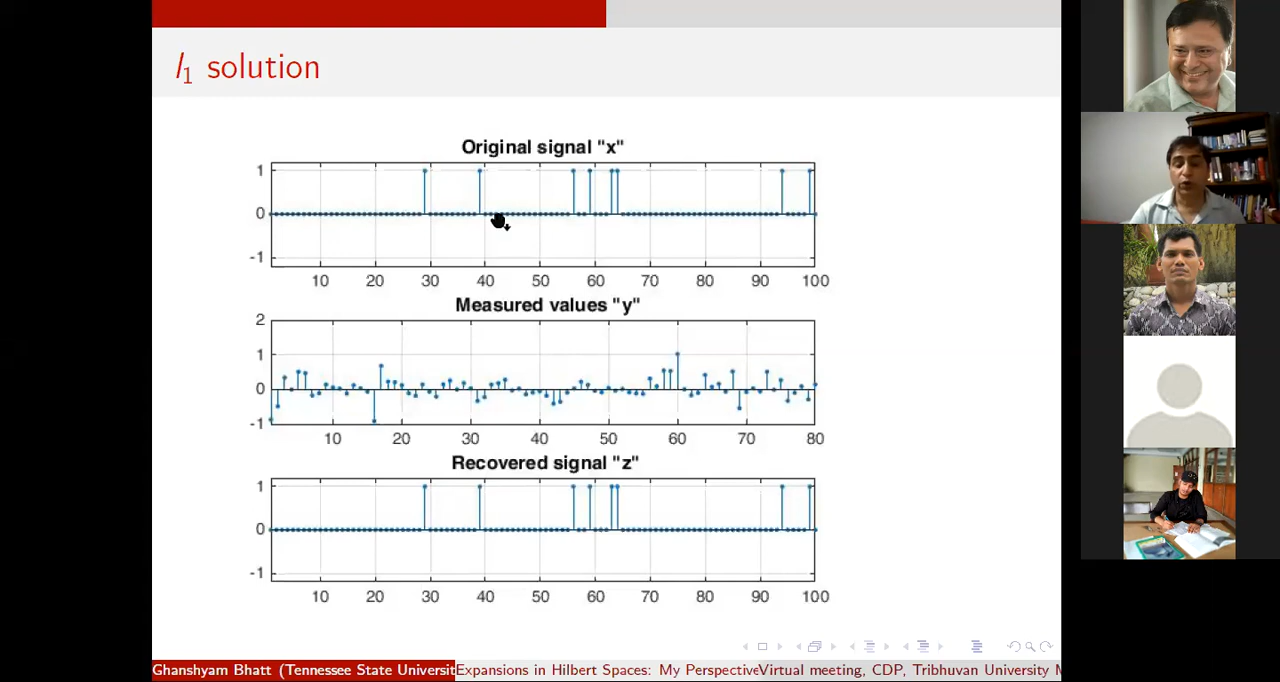 l1 solution
Original signal "x"
1
0
-1
10 20 30 40 50 60 70 80 90 100
Measured values "y"
2
1
0
-1
10 20 30 40 50 60 70 80
Recovered signal "z"
1
0
-1
10 20 30 40 50 60 70 80 90 100
Ghanshyam Bhatt (Tennessee State Universit Expansions in Hilbert Spaces: My Perspective Virtual meeting, CDP, Tribhuvan University M